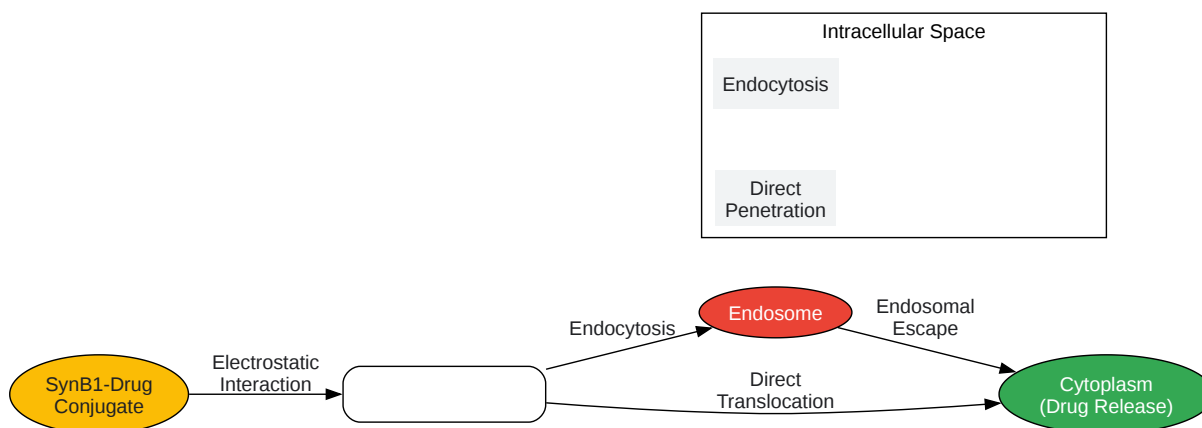 Intracellular Space
Endocytosis
Direct
Penetration
Endosome
Endosomal
Escape
Endocytosis
Electrostatic
Interaction
SynB1-Drug
Conjugate
Direct
Translocation
Cytoplasm
(Drug Release)